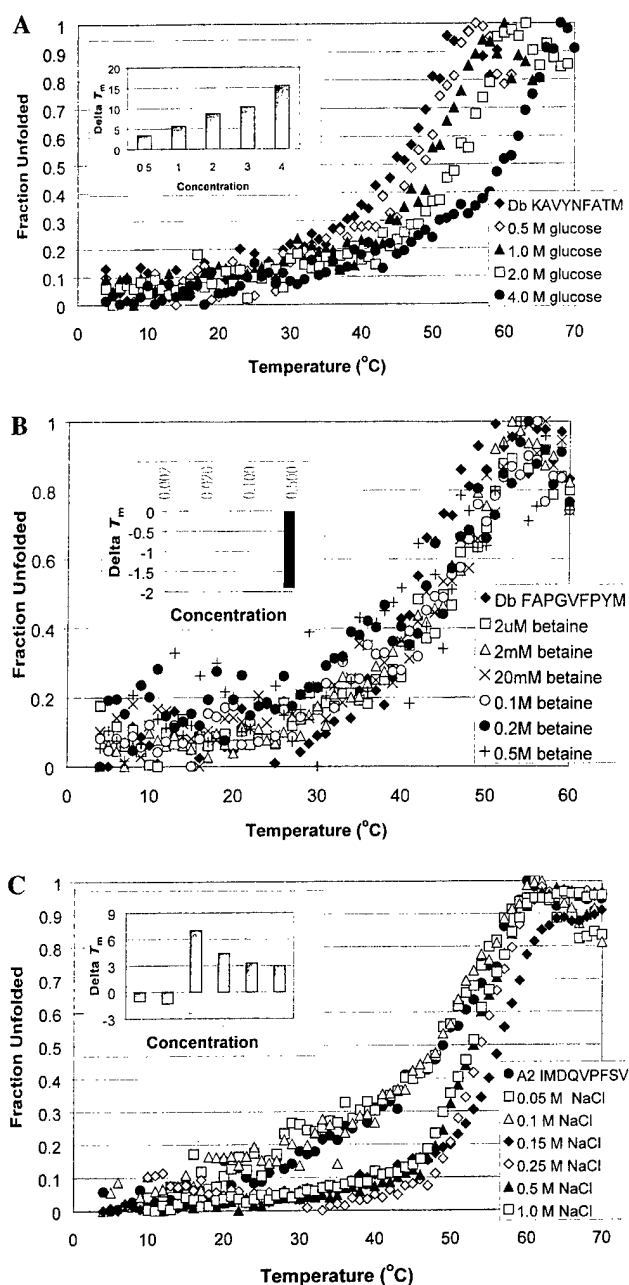 A
1
0.9
0.8
0.7
0.6
0.5
0.4
0.3
0.2
0.1
0
Fraction Unfolded
20
15
10
5
0
Delta Tm
0.5 1 2 3 4
Concentration
Db KAVYNFATM
0.5 M glucose
1.0 M glucose
2.0 M glucose
4.0 M glucose
0 10 20 30 40 50 60 70
Temperature (°C)
B
1
0.8
0.6
0.4
0.2
0
Fraction Unfolded
0.002 0.020 0.100 0.500
0
-0.5
-1
-1.5
-2
Delta Tm
Concentration
Db FAPGVFPYM
2uM betaine
2mM betaine
20mM betaine
0.1M betaine
0.2M betaine
0.5M betaine
0 10 20 30 40 50 60
Temperature (°C)
C
1
0.9
0.8
0.7
0.6
0.5
0.4
0.3
0.2
0.1
0
Fraction Unfolded
9
6
3
0
-3
Delta Tm
Concentration
A2 IMDQVPFSV
0.05 M NaCl
0.1 M NaCl
0.15 M NaCl
0.25 M NaCl
0.5 M NaCl
1.0 M NaCl
0 10 20 30 40 50 60 70
Temperature (°C)